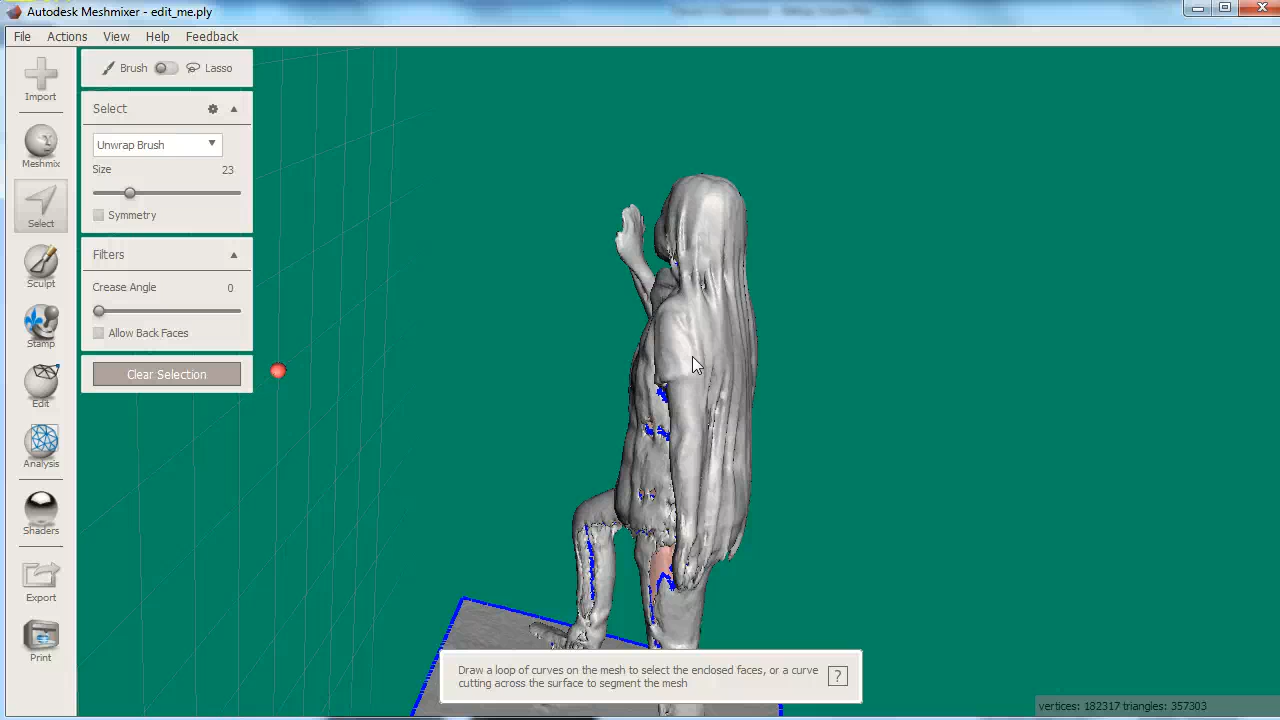 Autodesk Meshmixer - edit_me.ply
File Actions View Help Feedback
Import
Meshmix
Select
Sculpt
Stamp
Edit
Analysis
Shaders
Export
Print
Brush Lasso
Select
Unwrap Brush
Size 23
Symmetry
Filters
Crease Angle 0
Allow Back Faces
Clear Selection
Draw a loop of curves on the mesh to select the enclosed faces, or a curve
cutting across the surface to segment the mesh
?
vertices: 182317 triangles: 357303